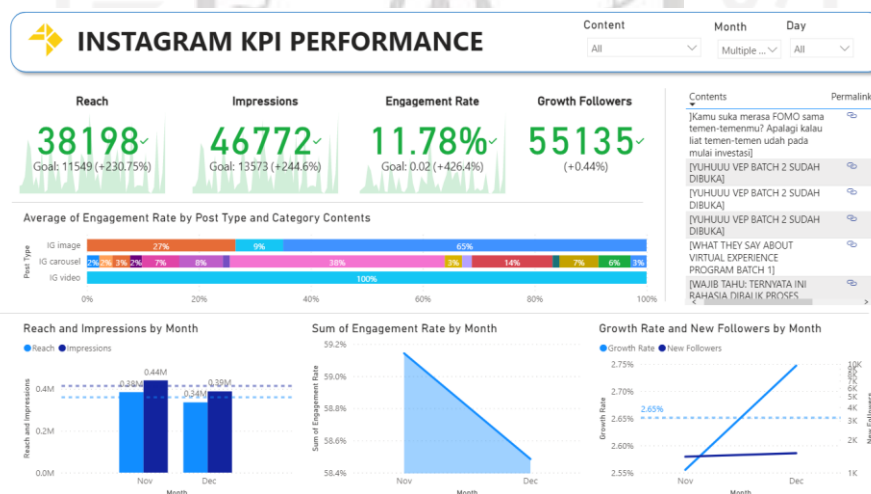 INSTAGRAM KPI PERFORMANCE
Content
All
Month
Multiple ...
Day
All
Reach
38198
Goal: 11549 (+230.75%)
Impressions
46772
Goal: 13573 (+244.6%)
Engagement Rate
11.78%
Goal: 0.02 (+426.4%)
Growth Followers
55135
(+0.44%)
Contents Permalink
]Kamu suka merasa FOMO sama
temen-temenmu? Apalagi kalau
liat temen-temen udah pada
mulai investasi]
[YUHUUU VEP BATCH 2 SUDAH
DIBUKA]
[YUHUUU VEP BATCH 2 SUDAH
DIBUKA]
[YUHUUU VEP BATCH 2 SUDAH
DIBUKA]
[WHAT THEY SAY ABOUT
VIRTUAL EXPERIENCE
PROGRAM BATCH 1]
[WAJIB TAHU: TERNYATA INI
RAHASIA DIBALIK PROSES
Average of Engagement Rate by Post Type and Category Contents
Post Type
IG image 27% 9% 65%
IG carousel 2% 2% 3% 2% 7% 8% 38% 3% 14% 7% 6% 3%
IG video 100%
0% 20% 40% 60% 80% 100%
Reach and Impressions by Month
Reach Impressions
Reach and Impressions
0.4M
0.2M
0.0M
0.38M 0.44M 0.34M 0.39M
Nov Dec
Month
Sum of Engagement Rate by Month
Sum of Engagement Rate
59.2%
59.0%
58.8%
58.6%
58.4%
Nov Dec
Month
Growth Rate and New Followers by Month
Growth Rate New Followers
Growth Rate
2.75%
2.70%
2.65%
2.60%
2.55%
2.65%
10K
8K
7K
6K
5K
4K
3K
2K
1K
New Followers
Nov Dec
Month